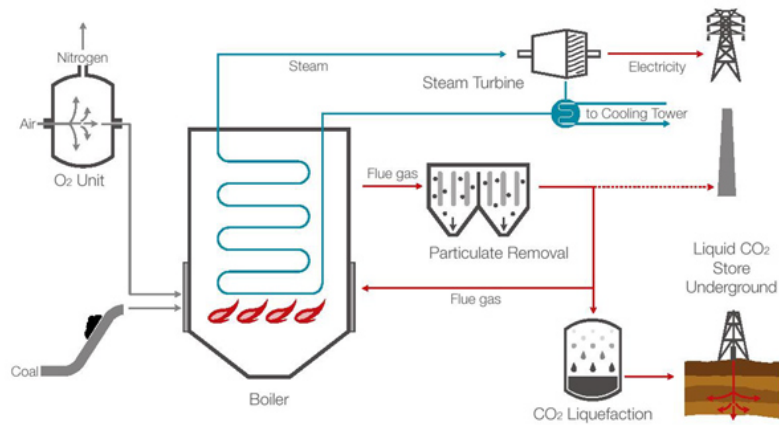 Nitrogen
Steam
Electricity
Steam Turbine
Air
to Cooling Tower
O₂ Unit
Flue gas
Particulate Removal
Liquid CO₂
Store
Underground
Flue gas
Coal
Boiler
CO₂ Liquefaction